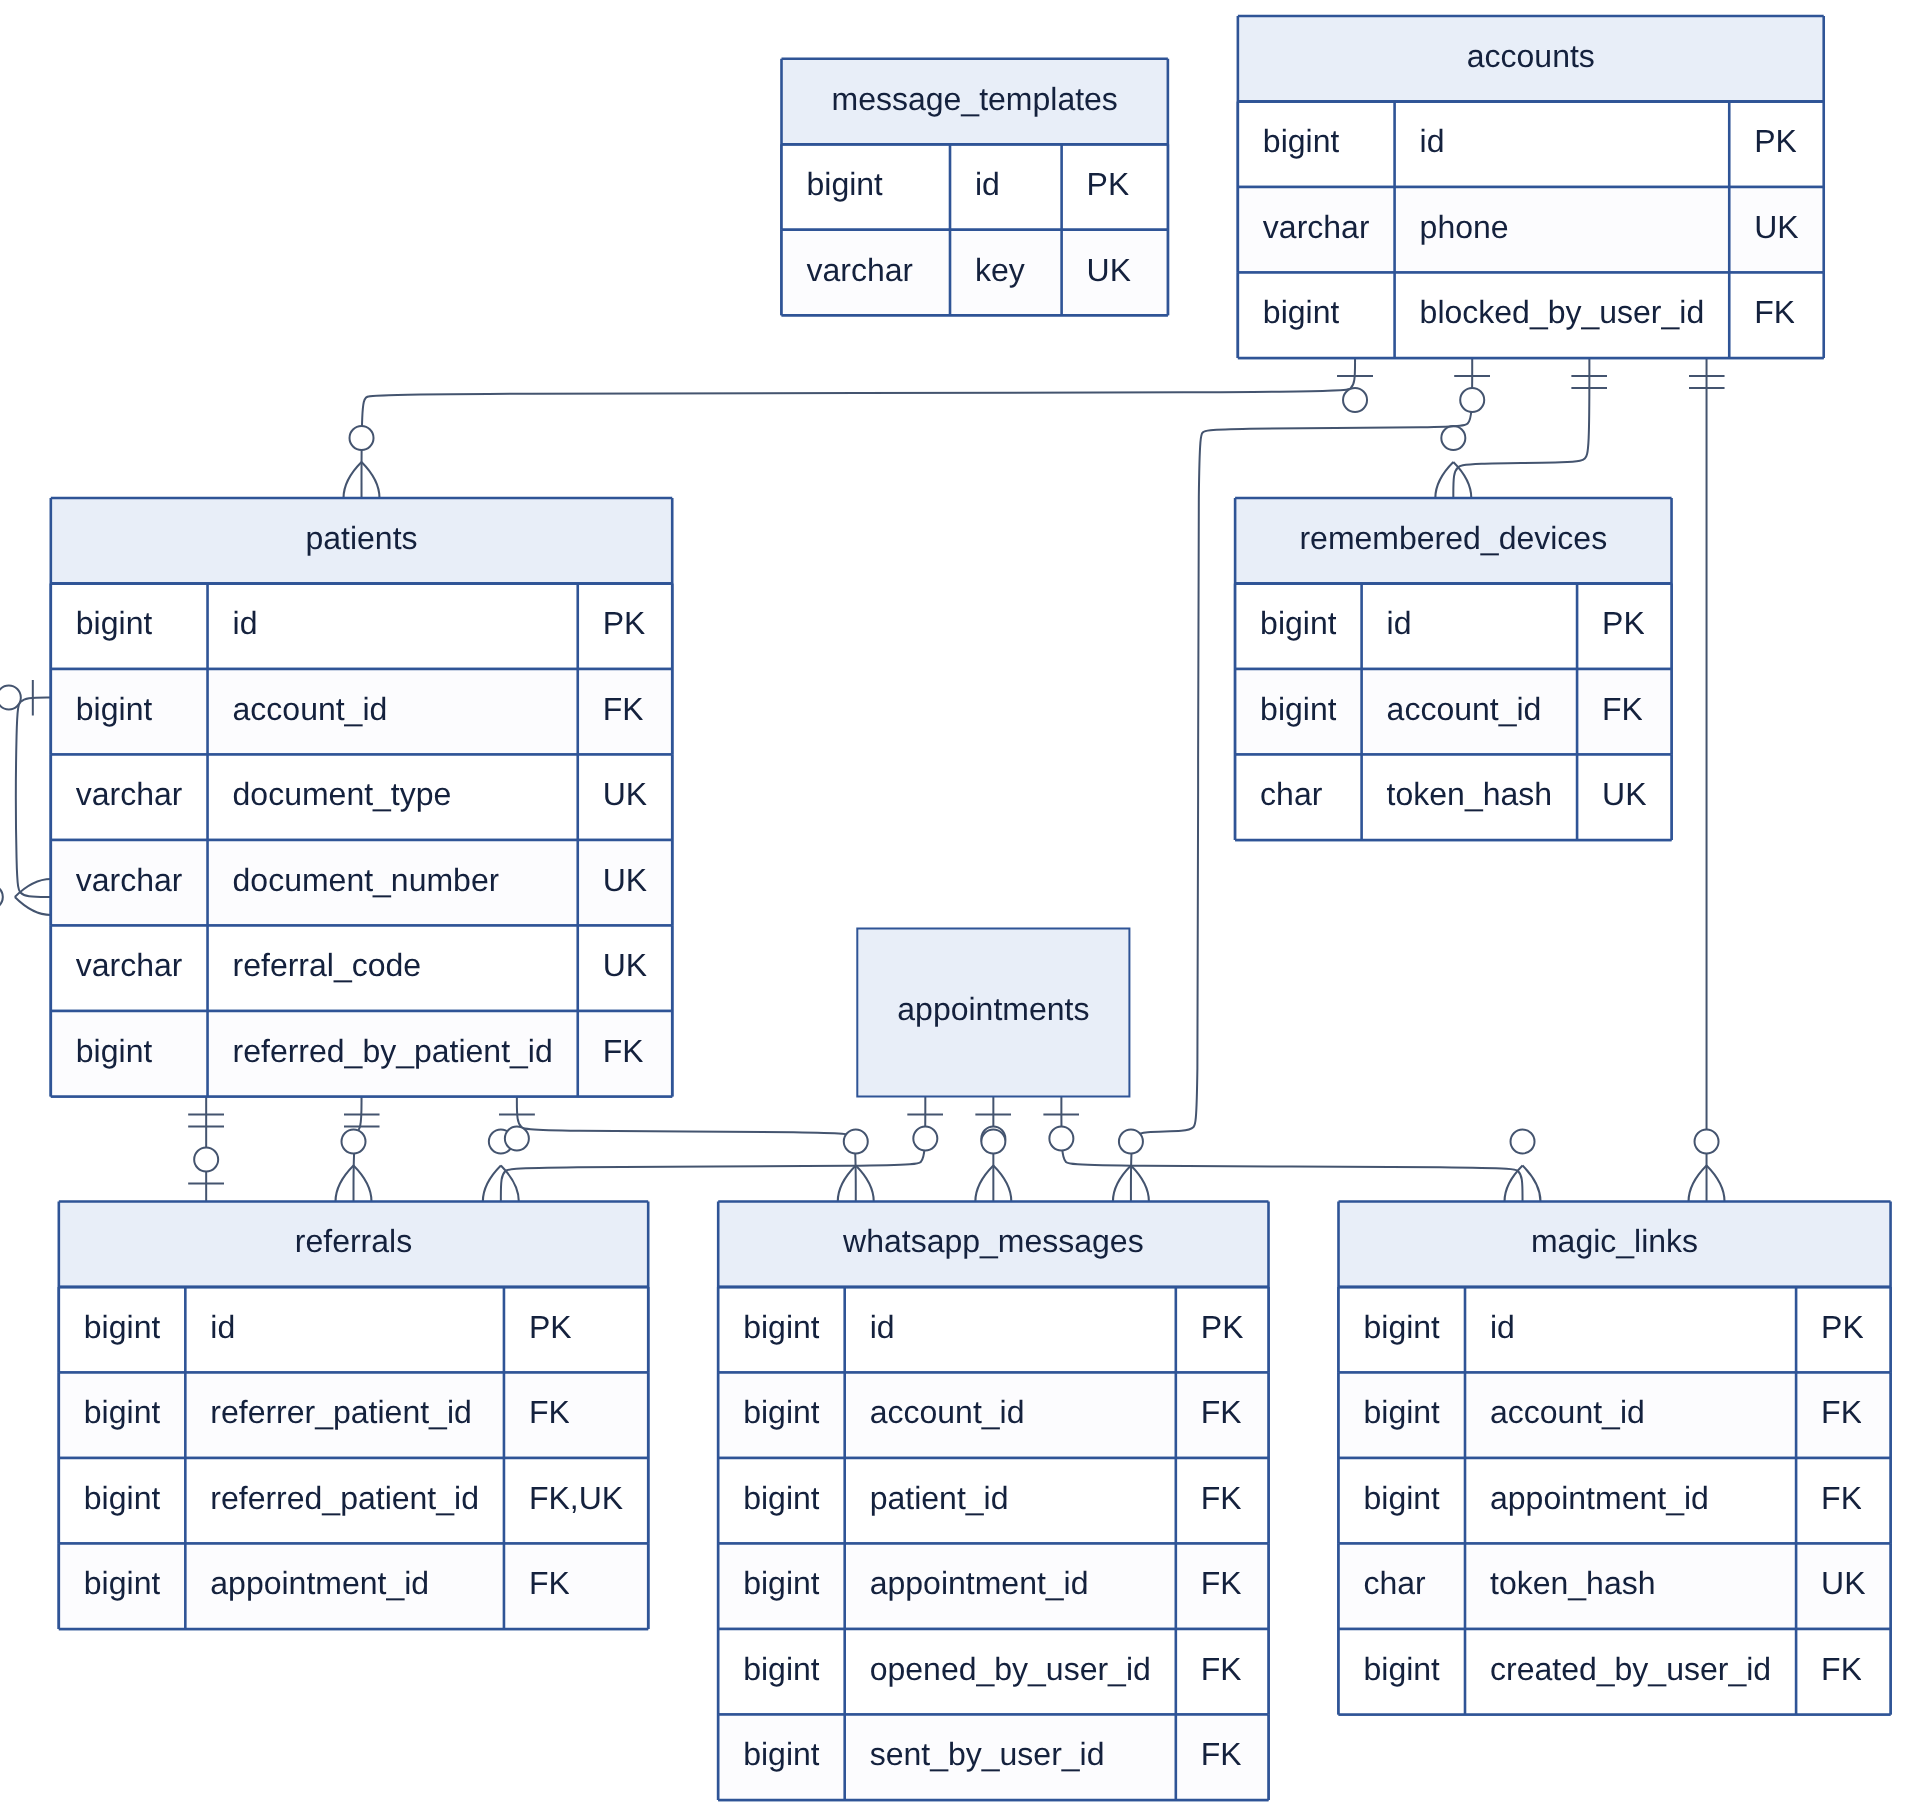 message_templates
bigint id PK
varchar key UK
accounts
bigint id PK
varchar phone UK
bigint blocked_by_user_id FK
patients
bigint id PK
bigint account_id FK
varchar document_type UK
varchar document_number UK
varchar referral_code UK
bigint referred_by_patient_id FK
remembered_devices
bigint id PK
bigint account_id FK
char token_hash UK
appointments
referrals
bigint id PK
bigint referrer_patient_id FK
bigint referred_patient_id FK,UK
bigint appointment_id FK
whatsapp_messages
bigint id PK
bigint account_id FK
bigint patient_id FK
bigint appointment_id FK
bigint opened_by_user_id FK
bigint sent_by_user_id FK
magic_links
bigint id PK
bigint account_id FK
bigint appointment_id FK
char token_hash UK
bigint created_by_user_id FK